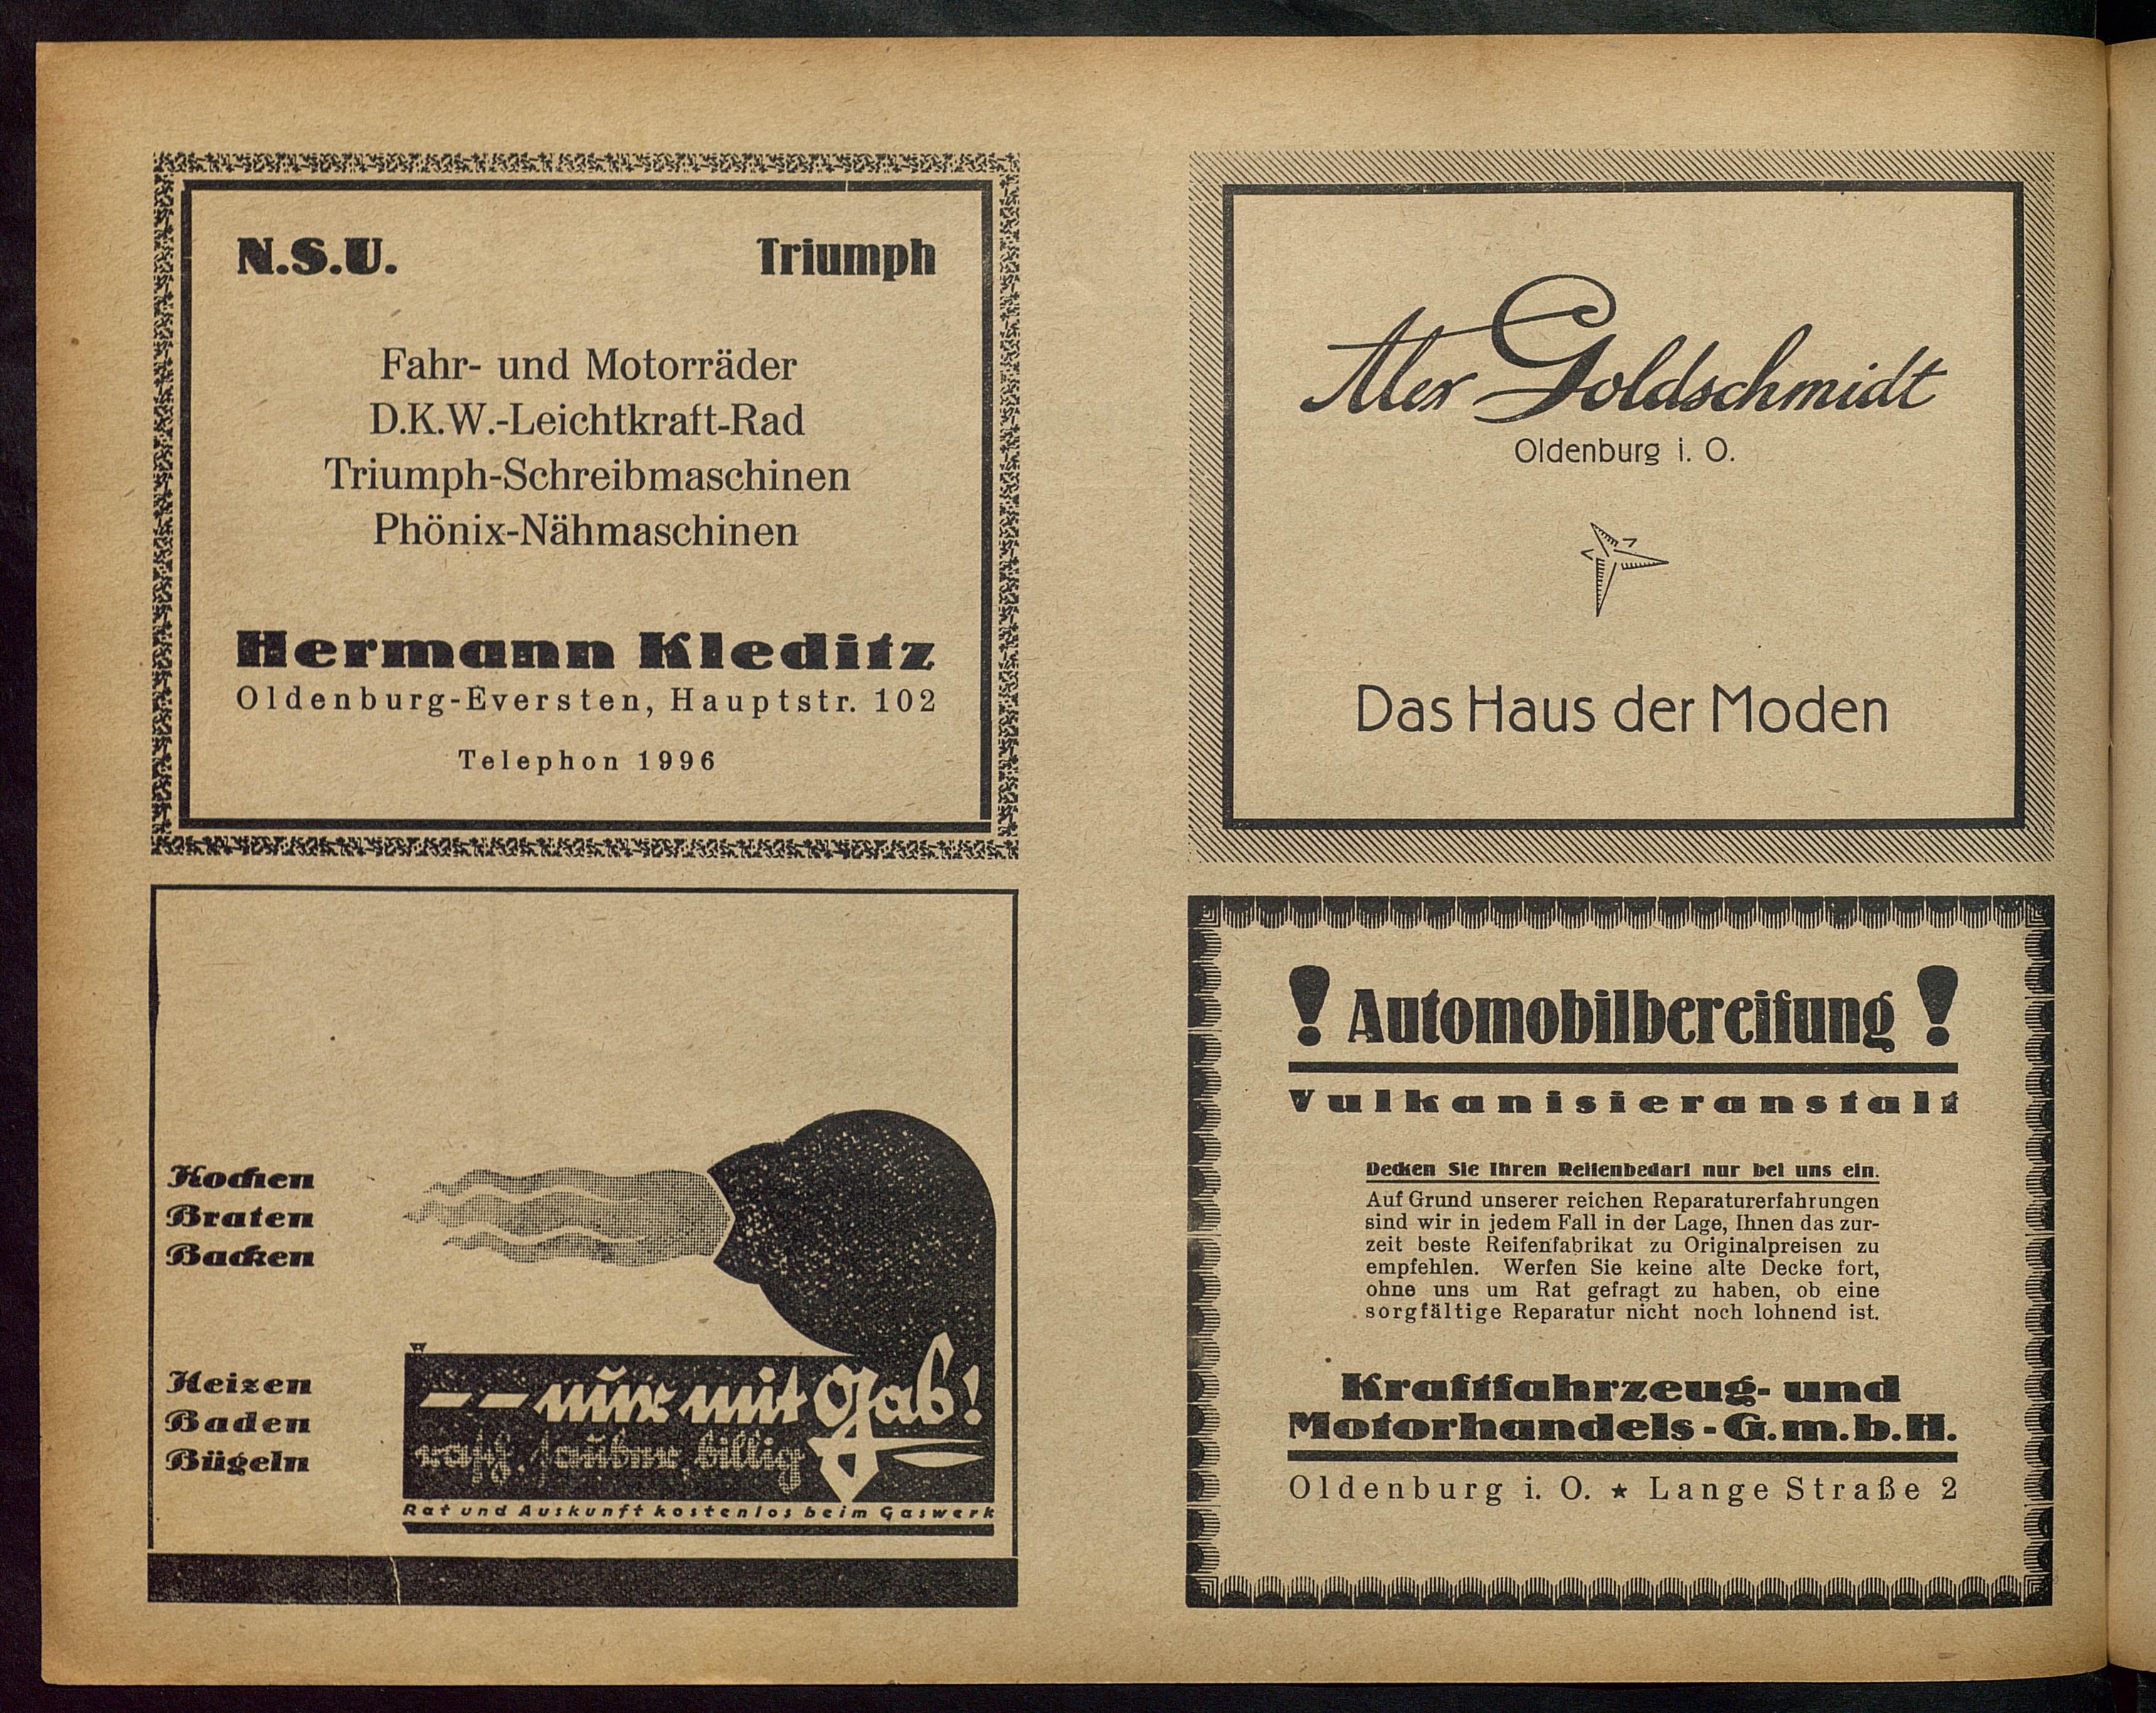 N.S.U. Triumph
Fahr- und Motorräder
D.K.W.-Leichtkraft-Rad
Triumph-Schreibmaschinen
Phönix-Nähmaschinen
Hermann Kleditz
Oldenburg-Eversten, Hauptstr. 102
Telephon 1996
Alex Goldschmidt
Oldenburg i. O.
Das Haus der Moden
Kochen
Braten
Backen
Heizen
Baden
Bügeln
-- nur mit Gas!
rasch, sauber, billig
Rat und Auskunft kostenlos beim Gaswerk
! Automobilbereifung !
Vulkanisieranstalt
Decken Sie Ihren Reifenbedarf nur bei uns ein.
Auf Grund unserer reichen Reparaturerfahrungen
sind wir in jedem Fall in der Lage, Ihnen das zur-
zeit beste Reifenfabrikat zu Originalpreisen zu
empfehlen. Werfen Sie keine alte Decke fort,
ohne uns um Rat gefragt zu haben, ob eine
sorgfältige Reparatur nicht noch lohnend ist.
Kraftfahrzeug- und
Motorhandels-G.m.b.H.
Oldenburg i. O. ★ Lange Straße 2